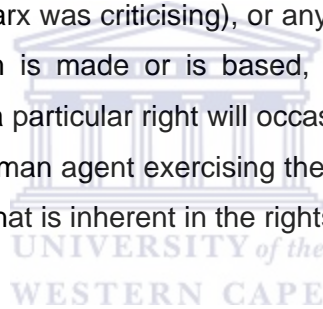 arx was criticising), or any
n is made or is based,
a particular right will occas
man agent exercising the
hat is inherent in the rights
UNIVERSITY of the
WESTERN CAPE